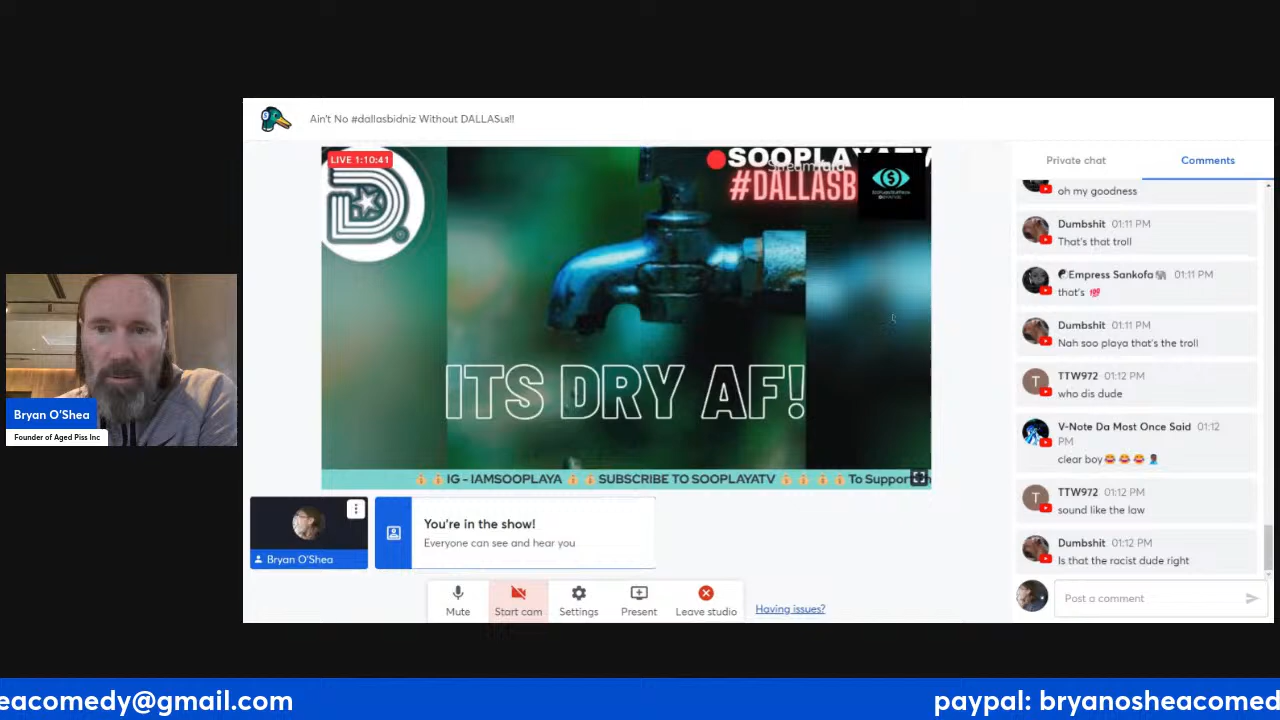 Ain't No #dallasbidniz Without DALLASLR!!
LIVE 1:10:41
SOOPLAYATV
StreamYard
#DALLASB
D
ITS DRY AF!
IG - IAMSOOPLAYA SUBSCRIBE TO SOOPLAYATV To Support
Bryan O'Shea
Founder of Aged Piss Inc
Bryan O'Shea
You're in the show!
Everyone can see and hear you
Mute
Start cam
Settings
Present
Leave studio
Having issues?
Private chat
Comments
oh my goodness
Dumbshit 01:11 PM
That's that troll
Empress Sankofa 01:11 PM
that's 💯
Dumbshit 01:11 PM
Nah soo playa that's the troll
TTW972 01:12 PM
who dis dude
V-Note Da Most Once Said 01:12
PM
clear boy😂😂😂🤦🏿‍♂️
TTW972 01:12 PM
sound like the law
Dumbshit 01:12 PM
Is that the racist dude right
Post a comment
eacomedy@gmail.com
paypal: bryanosheacomed